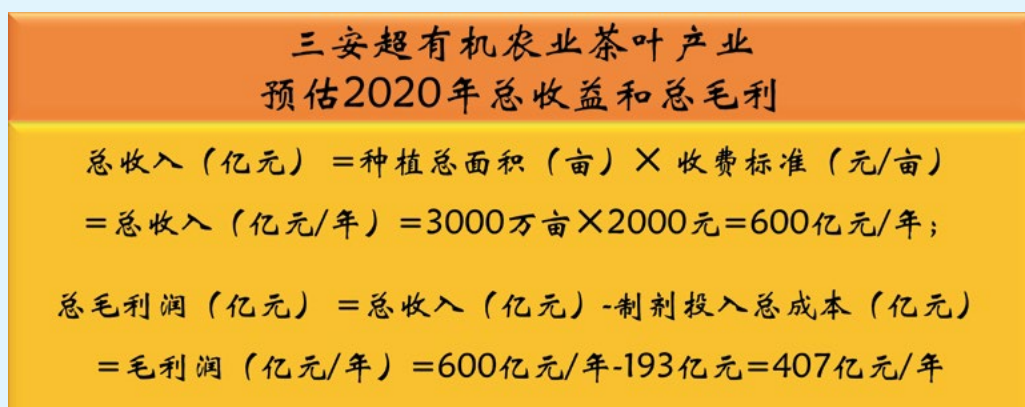 三安超有机农业茶叶产业
预估2020年总收益和总毛利
总收入（亿元）=种植总面积（亩）×收费标准（元/亩）
=总收入（亿元/年）=3000万亩×2000元=600亿元/年；
总毛利润（亿元）=总收入（亿元）-制剂投入总成本（亿元）
=毛利润（亿元/年）=600亿元/年-193亿元=407亿元/年